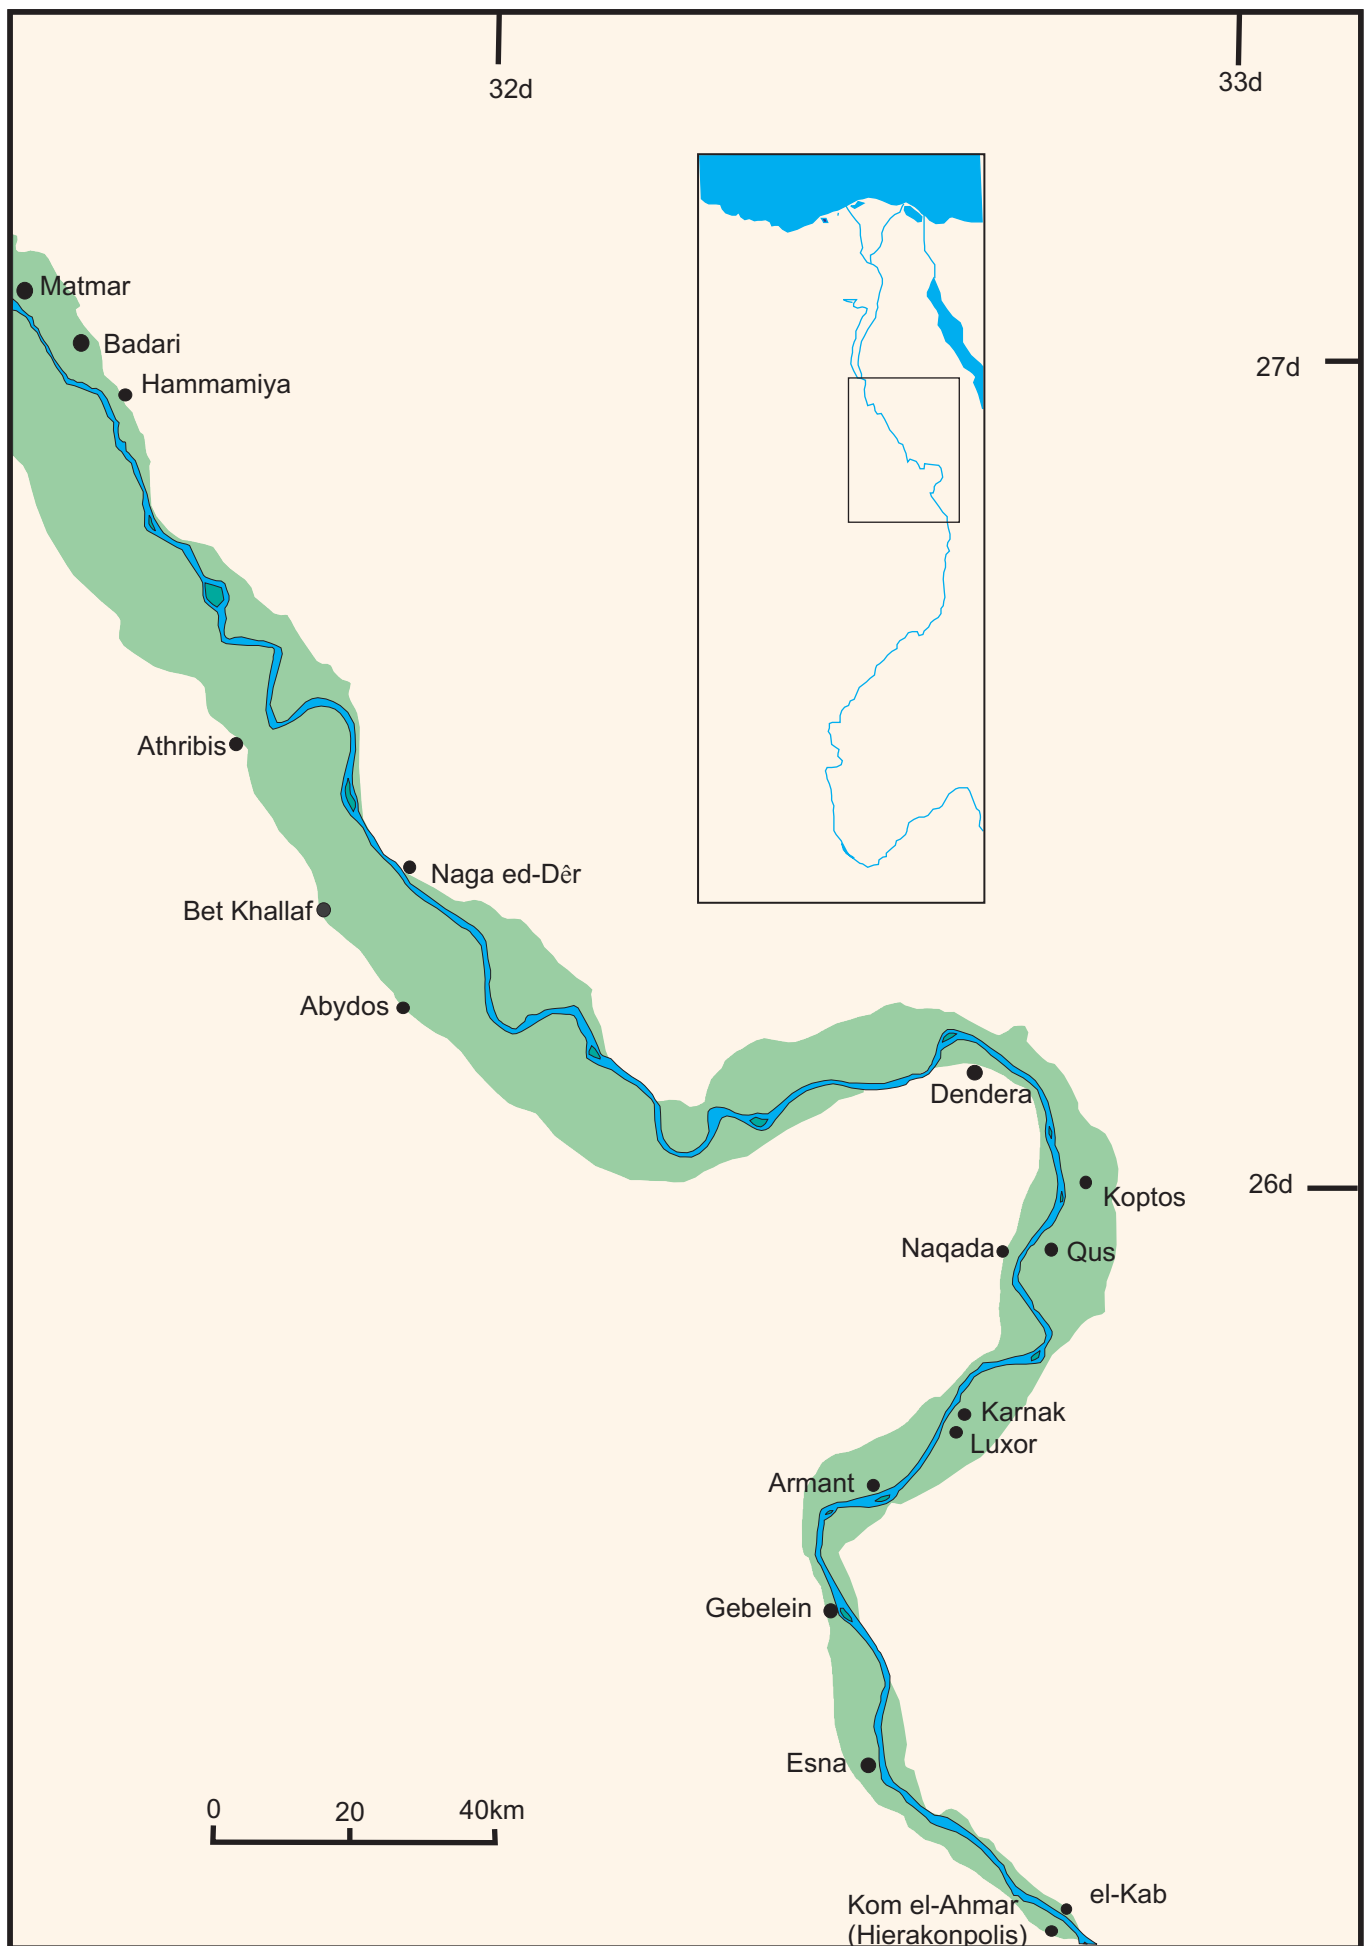 32d
33d
Matmar
Badari
27d
Hammamiya
Athribis
Naga ed-Dêr
Bet Khallaf
Abydos
Dendera
26d
Koptos
Naqada
Qus
Karnak
Luxor
Armant
Gebelein
Esna
0 20 40km
el-Kab
Kom el-Ahmar
(Hierakonpolis)